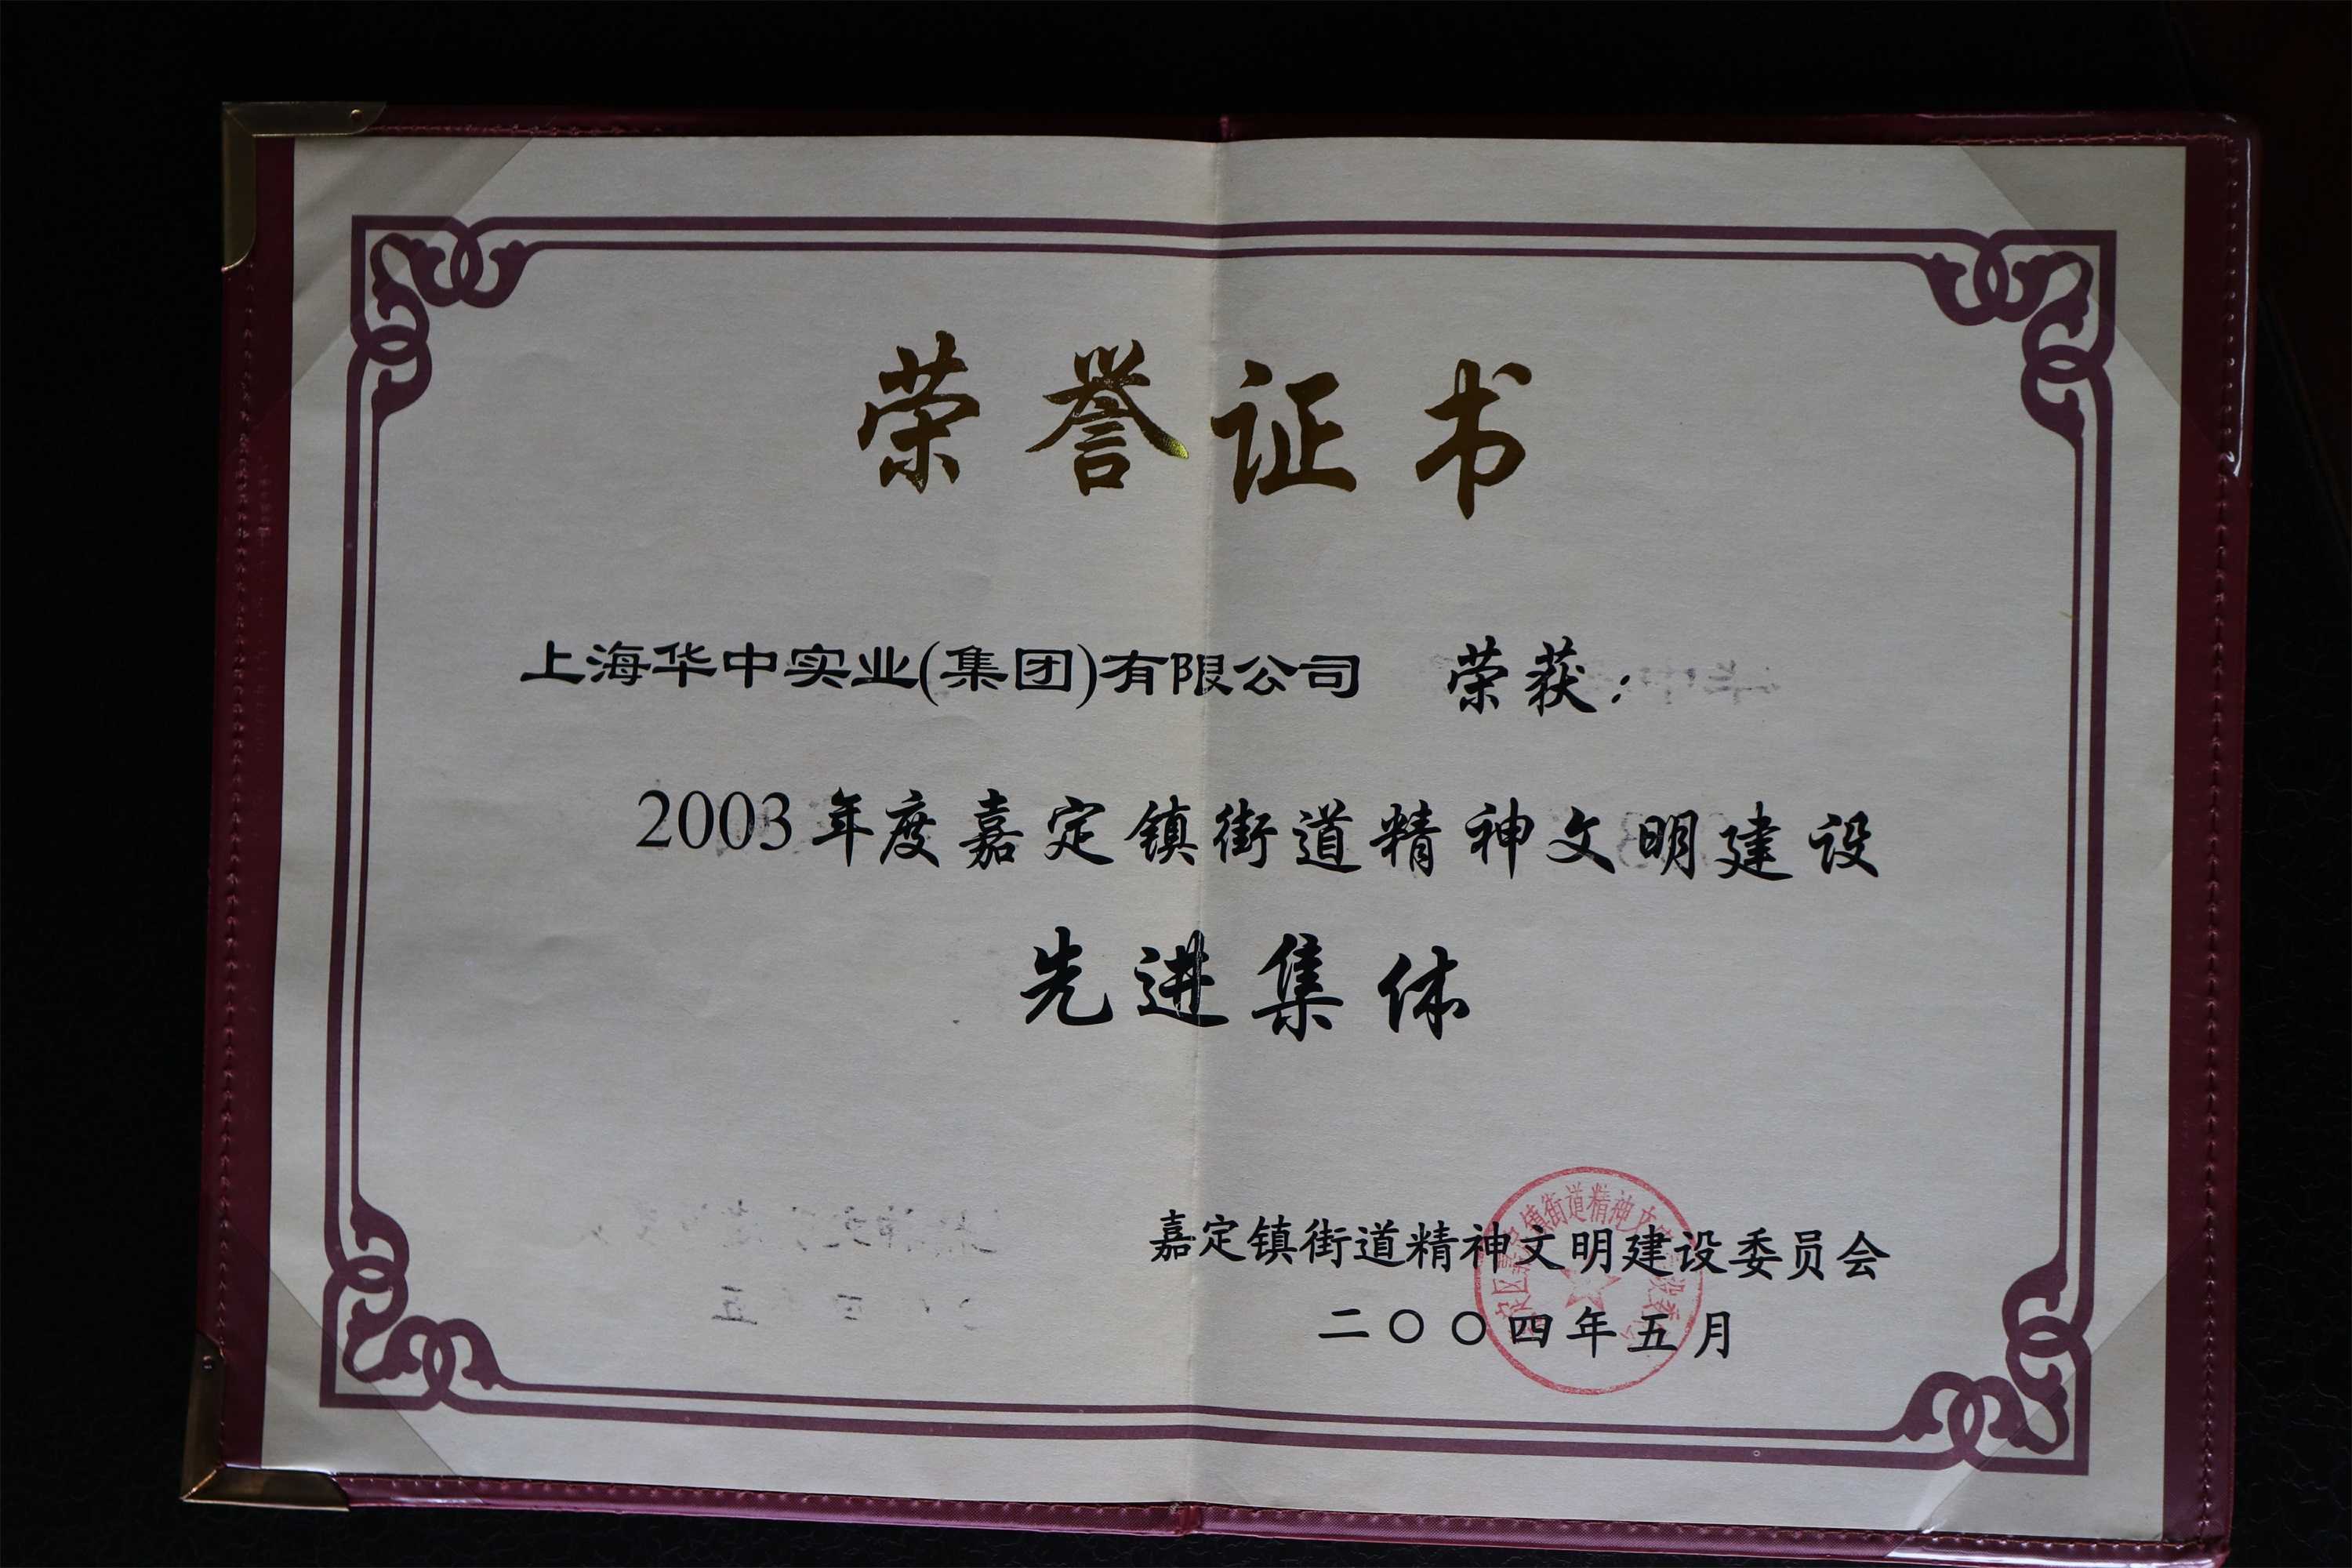 荣誉证书
上海华中实业(集团)有限公司 荣获:
2003年度嘉定镇街道精神文明建设
先进集体
嘉定镇街道精神文明建设委员会
二〇〇四年五月